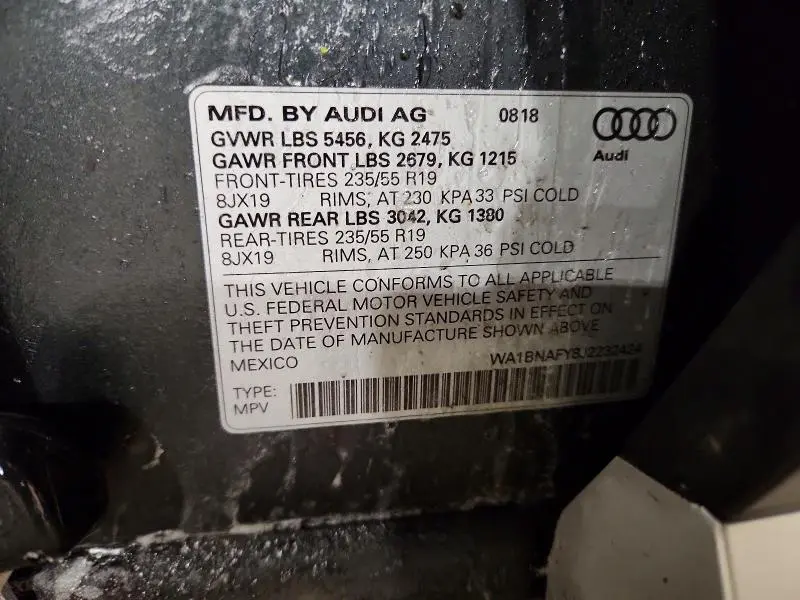 MFD. BY AUDI AG 0818
GVWR LBS 5456, KG 2475
GAWR FRONT LBS 2679, KG 1215
FRONT-TIRES 235/55 R19
8JX19 RIMS, AT 230 KPA 33 PSI COLD
GAWR REAR LBS 3042, KG 1380
REAR-TIRES 235/55 R19
8JX19 RIMS, AT 250 KPA 36 PSI COLD
Audi
THIS VEHICLE CONFORMS TO ALL APPLICABLE
U.S. FEDERAL MOTOR VEHICLE SAFETY AND
THEFT PREVENTION STANDARDS IN EFFECT ON
THE DATE OF MANUFACTURE SHOWN ABOVE
MEXICO
TYPE:
MPV